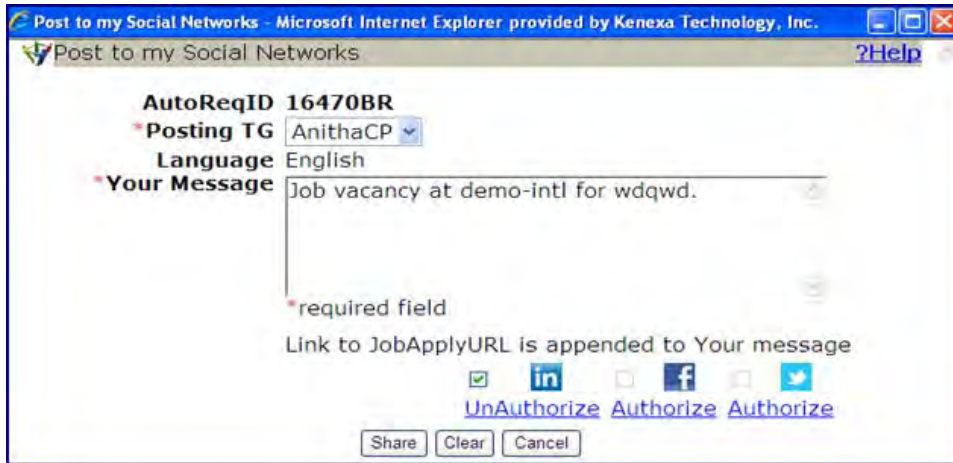 Post to my Social Networks - Microsoft Internet Explorer provided by Kenexa Technology, Inc.
Post to my Social Networks ?Help
AutoReqID 16470BR
*Posting TG AnithaCP
Language English
*Your Message Job vacancy at demo-intl for wdqwd.
*required field
Link to JobApplyURL is appended to Your message
in f
UnAuthorize Authorize Authorize
Share Clear Cancel